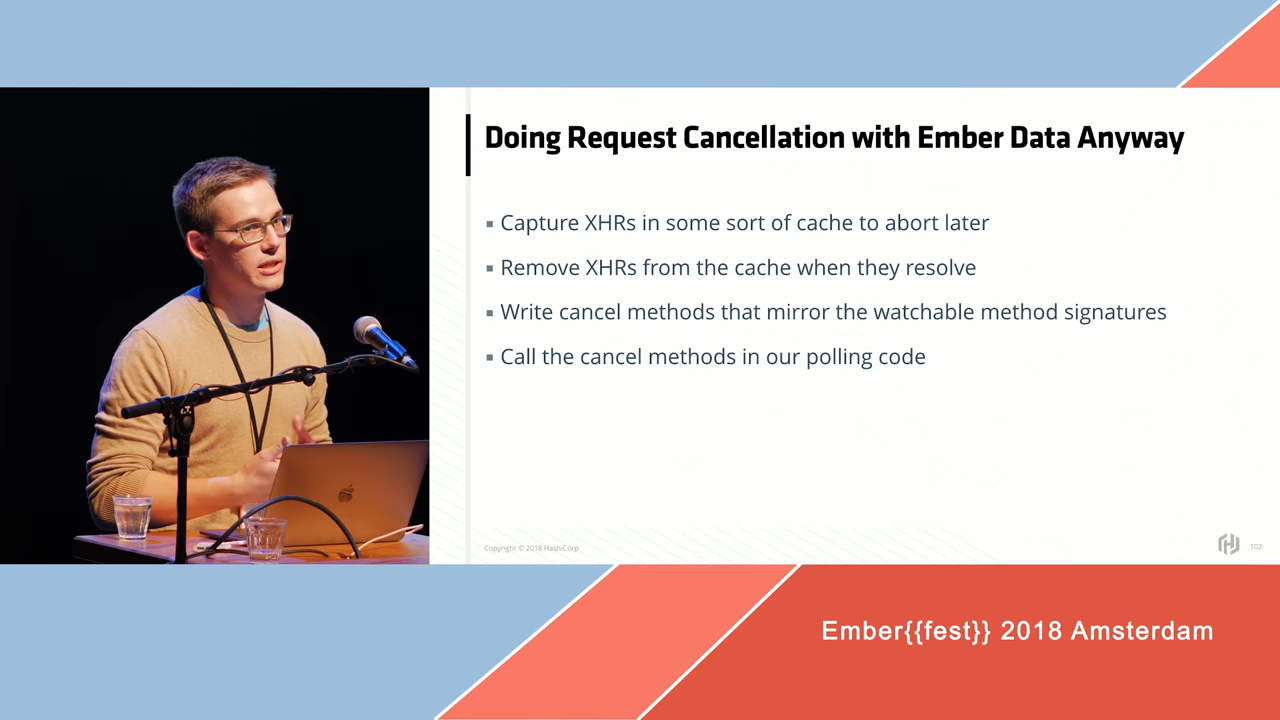 Doing Request Cancellation with Ember Data Anyway
▪ Capture XHRs in some sort of cache to abort later
▪ Remove XHRs from the cache when they resolve
▪ Write cancel methods that mirror the watchable method signatures
▪ Call the cancel methods in our polling code
Copyright © 2018 HashiCorp
102
Ember{{fest}} 2018 Amsterdam